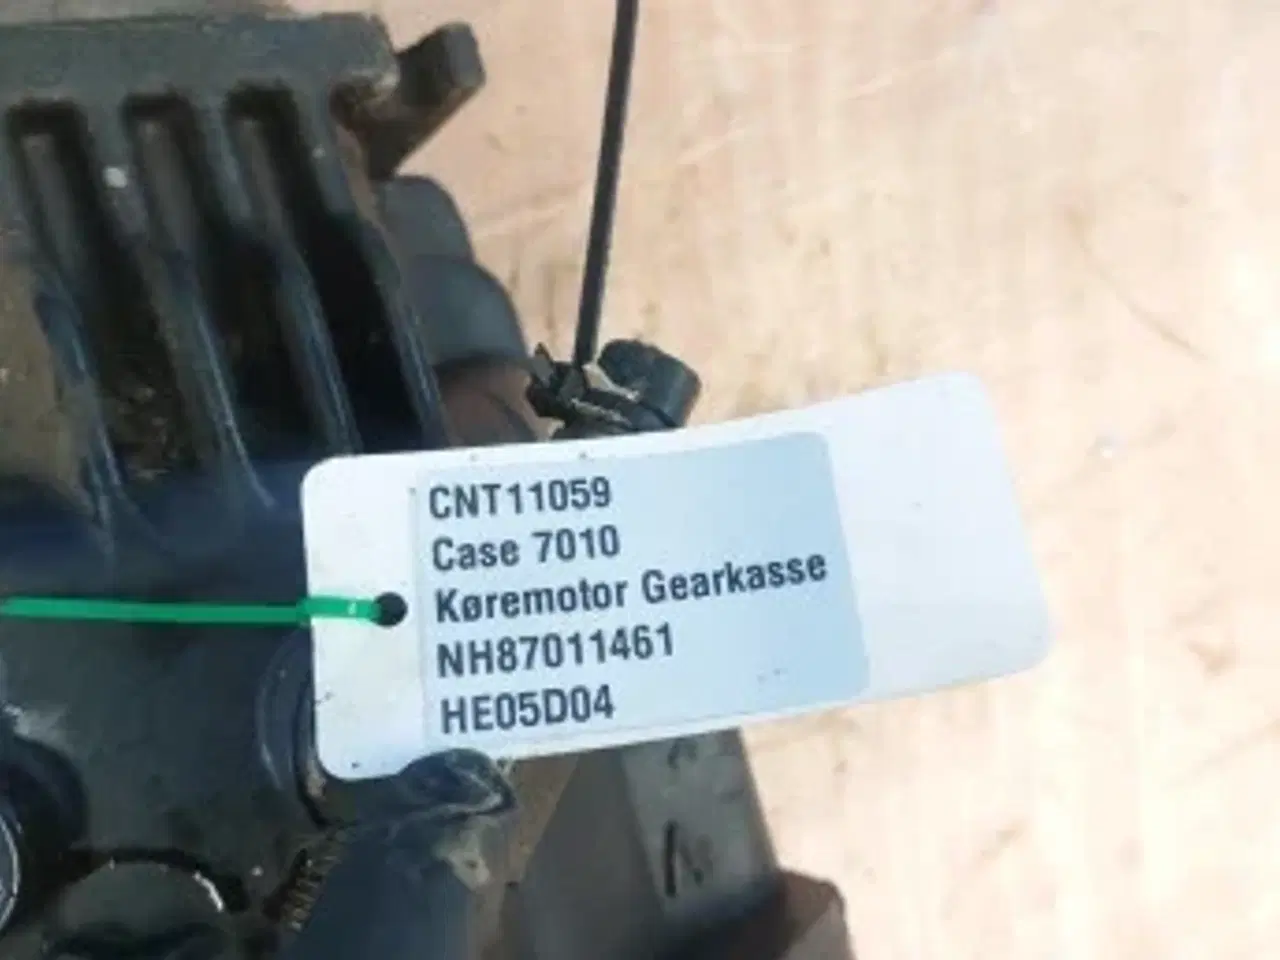 CNT11059
Case 7010
Køremotor Gearkasse
NH87011461
HE05D04